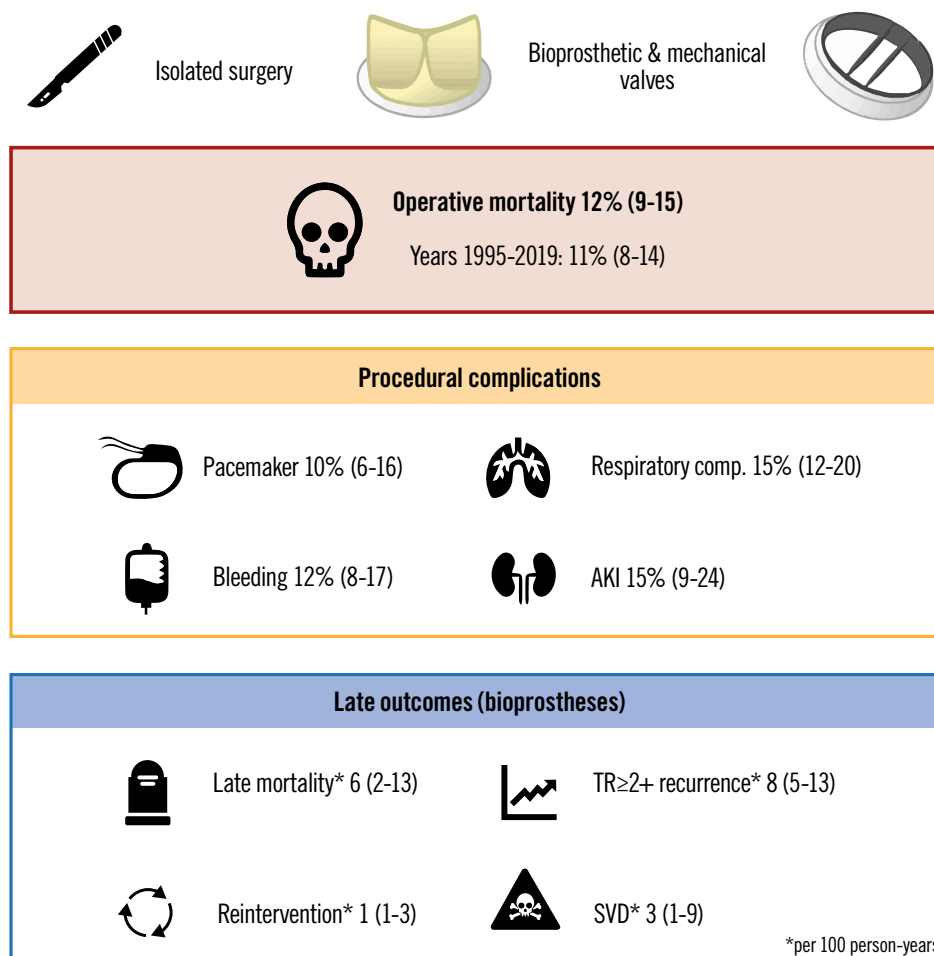 Isolated surgery
Bioprosthetic & mechanical
valves
Operative mortality 12% (9-15)
Years 1995-2019: 11% (8-14)
Procedural complications
Pacemaker 10% (6-16)
Respiratory comp. 15% (12-20)
Bleeding 12% (8-17)
AKI 15% (9-24)
Late outcomes (bioprostheses)
Late mortality* 6 (2-13)
TR≥2+ recurrence* 8 (5-13)
Reintervention* 1 (1-3)
SVD* 3 (1-9)
*per 100 person-years